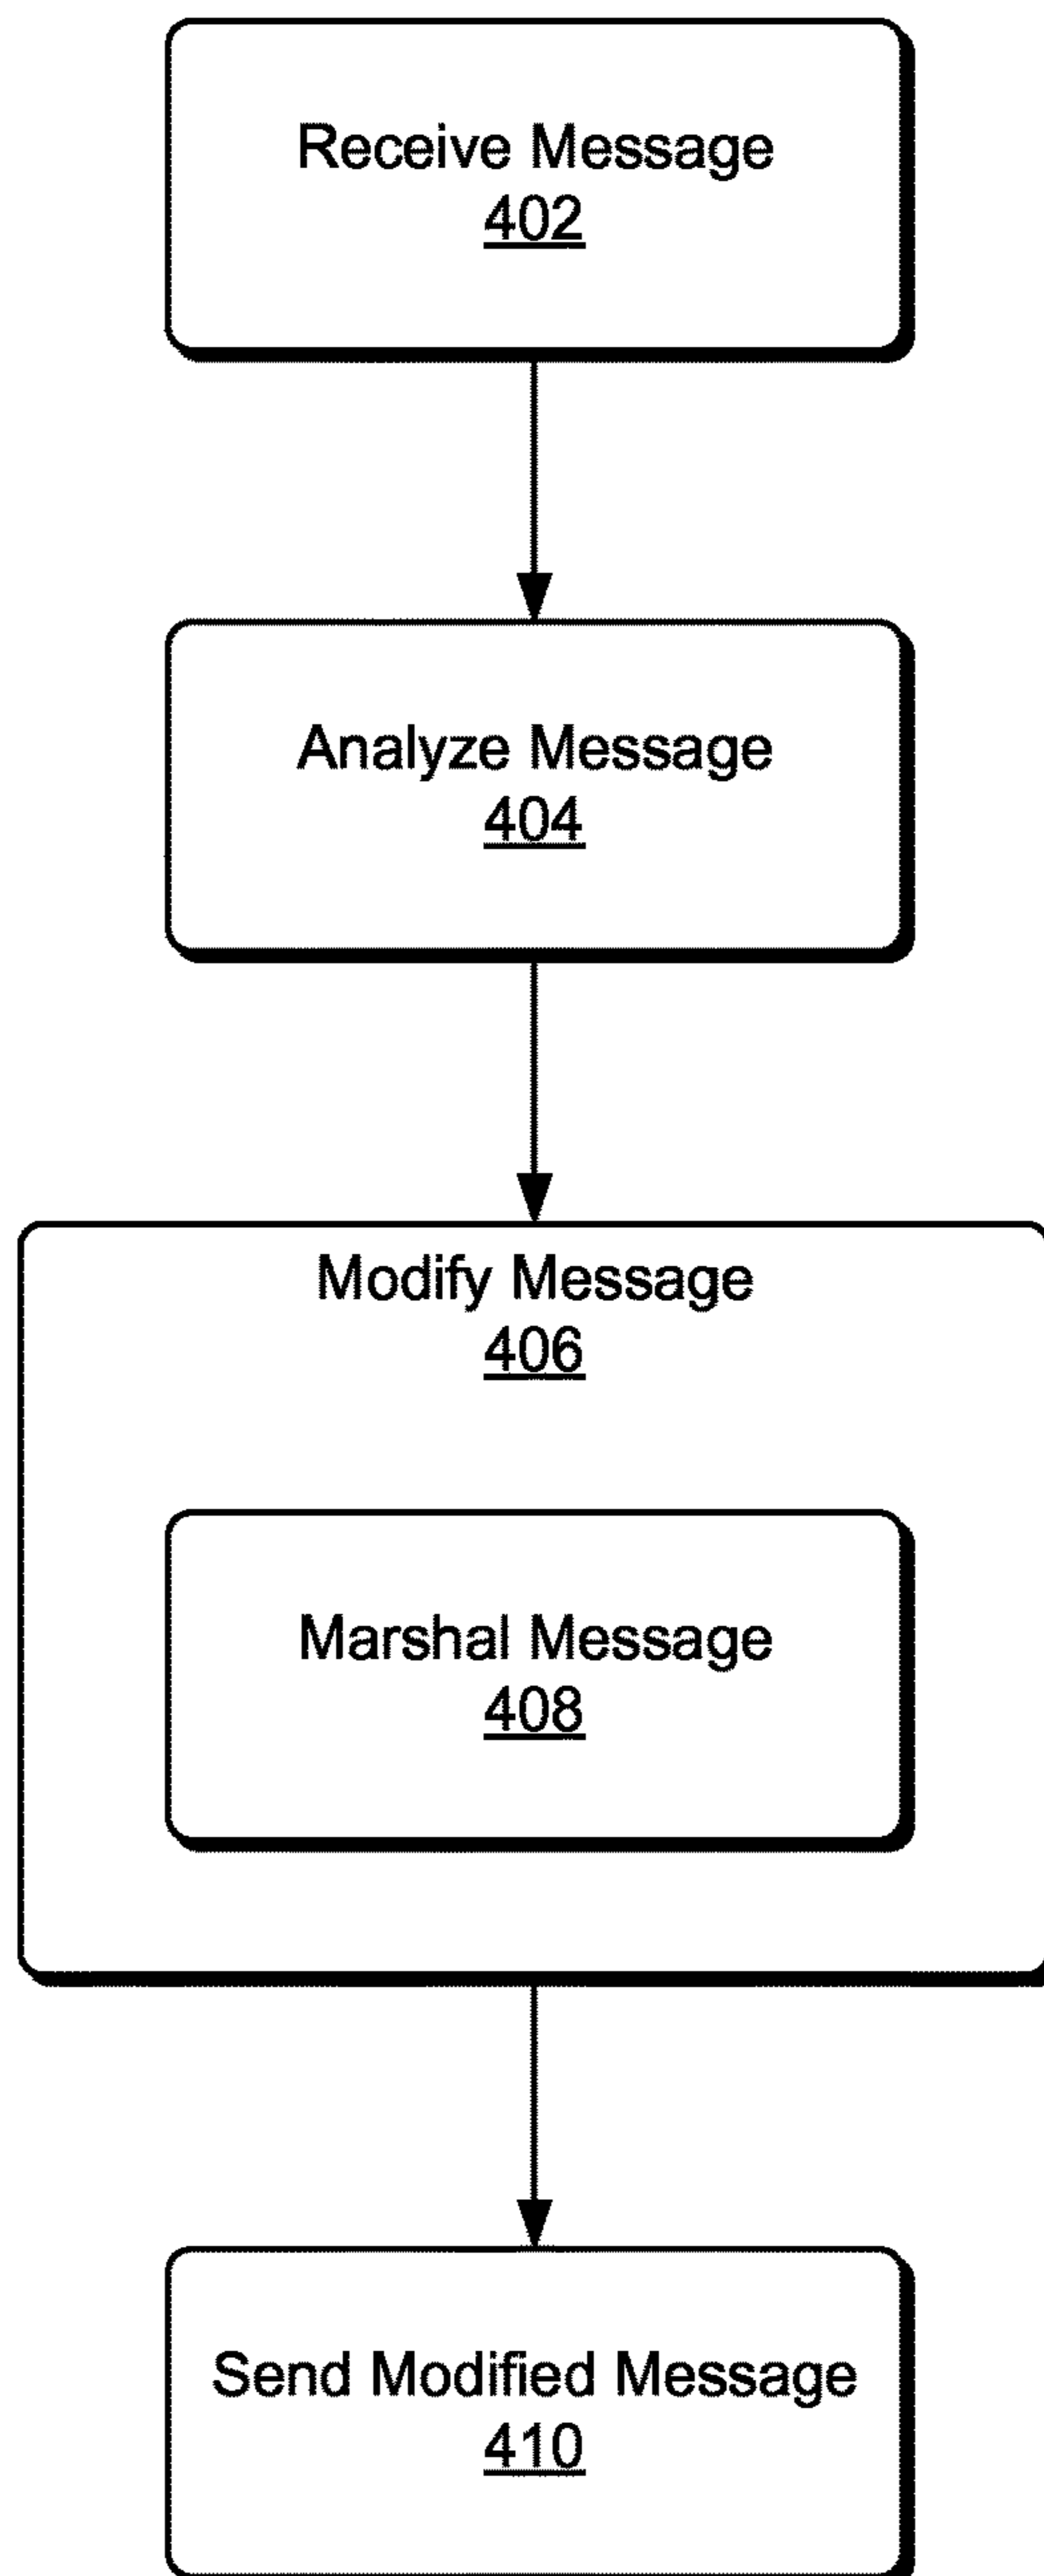 Receive Message
402
Analyze Message
404
Modify Message
406
Marshal Message
408
Send Modified Message
410